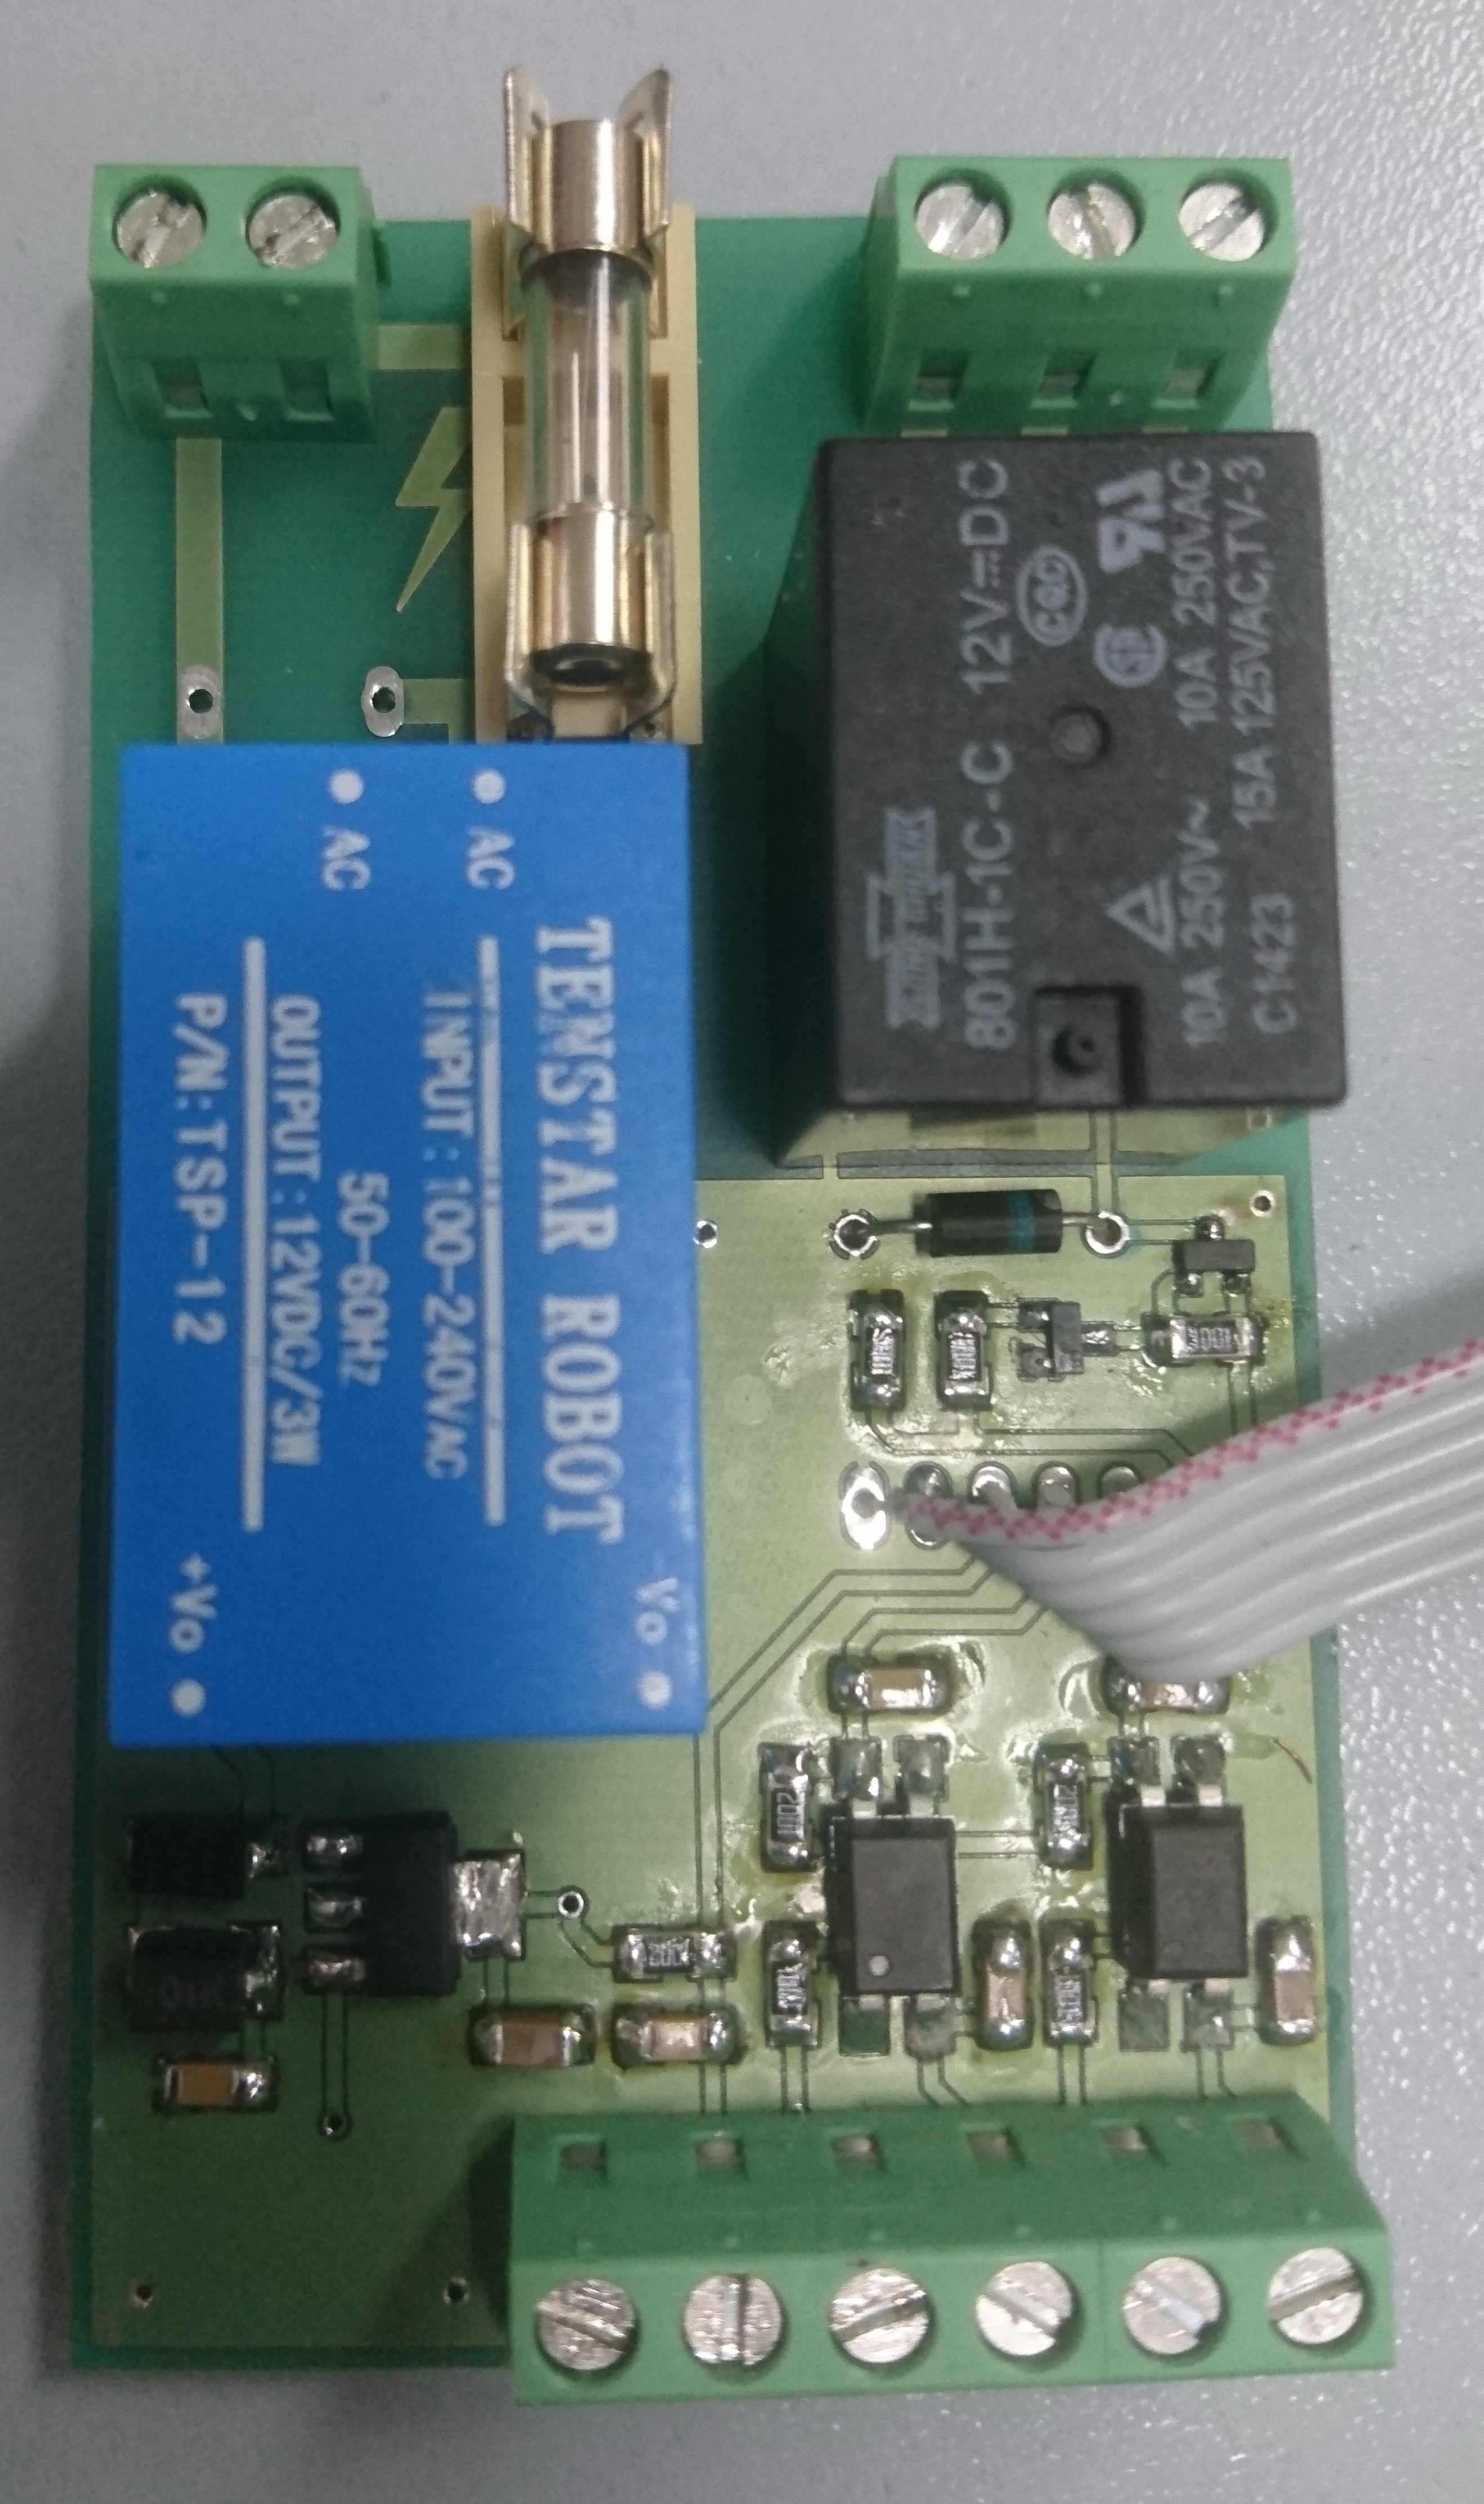 AC
AC
TENSTAR ROBOT
INPUT:100-240VAC
50-60Hz
OUTPUT:12VDC/3W
P/N:TSP-12
+Vo
Vo
801H-1C-C 12V DC
CQC
10A 250V~ 10A 250VAC
15A 125VAC,TV-3
C1423